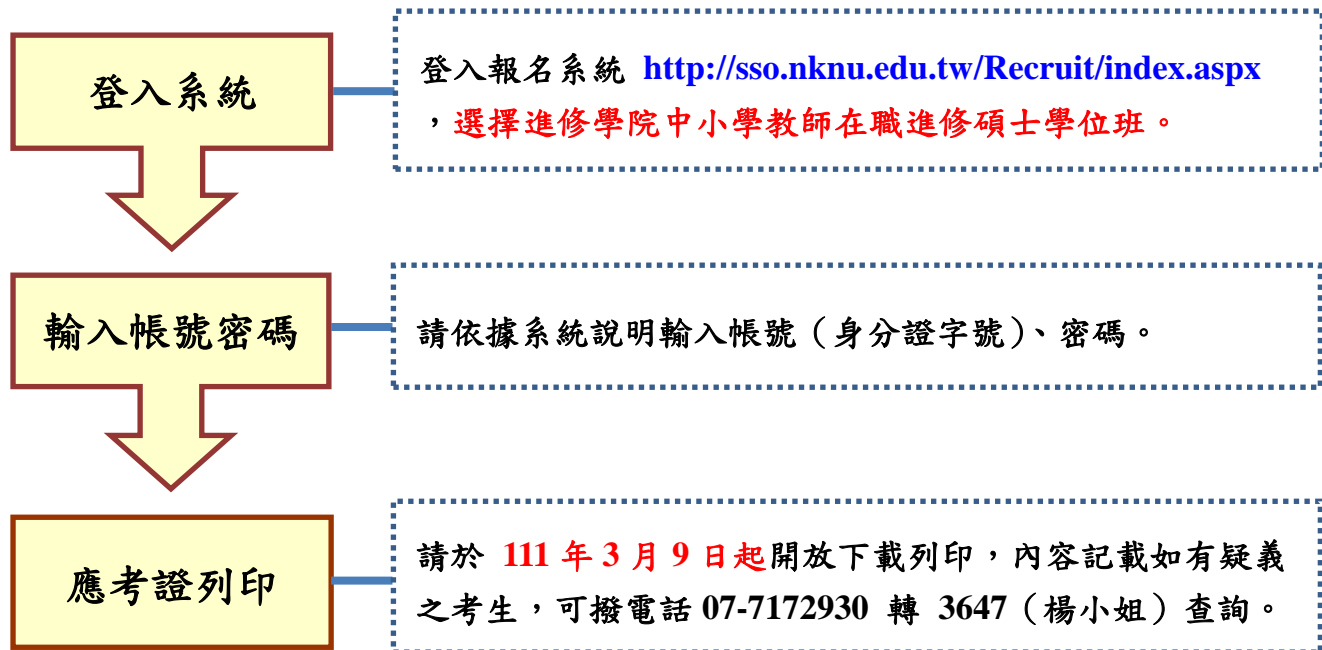 登入系統
登入報名系統 http://sso.nknu.edu.tw/Recruit/index.aspx
，選擇進修學院中小學教師在職進修碩士學位班。
輸入帳號密碼
請依據系統說明輸入帳號（身分證字號）、密碼。
應考證列印
請於 111 年 3 月 9 日起開放下載列印，內容記載如有疑義
之考生，可撥電話 07-7172930 轉 3647（楊小姐）查詢。